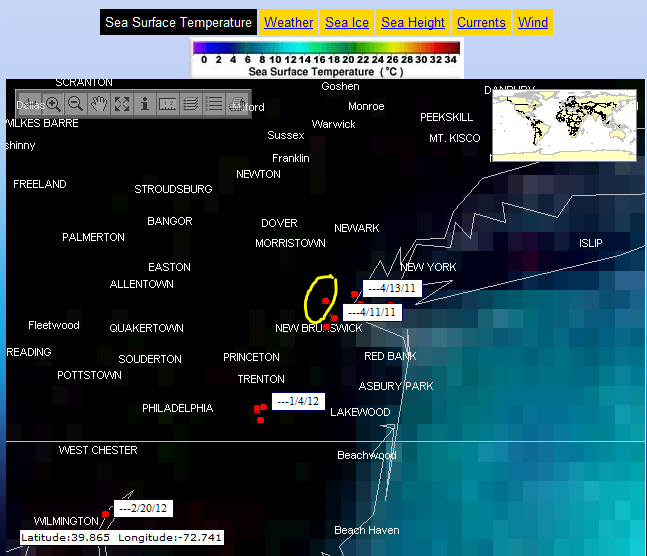 Sea Surface Temperature Weather Sea Ice Sea Height Currents Wind
0 2 4 6 8 10 12 14 16 18 20 22 24 26 28 30 32 34
Sea Surface Temperature (°C)
SCRANTON
Goshen
DANBURY
Dallas
Milford
Monroe
WILKES BARRE
Warwick
PEEKSKILL
shinny
Sussex
MT. KISCO
Franklin
NEWTON
FREELAND
STROUDSBURG
BANGOR
DOVER
NEWARK
PALMERTON
MORRISTOWN
ISLIP
EASTON
NEW YORK
ALLENTOWN
---4/13/11
---4/11/11
Fleetwood
QUAKERTOWN
NEW BRUNSWICK
READING
SOUDERTON
PRINCETON
RED BANK
POTTSTOWN
TRENTON
ASBURY PARK
---1/4/12
PHILADELPHIA
LAKEWOOD
WEST CHESTER
Beachwood
---2/20/12
WILMINGTON
Beach Haven
Latitude:39.865 Longitude:-72.741